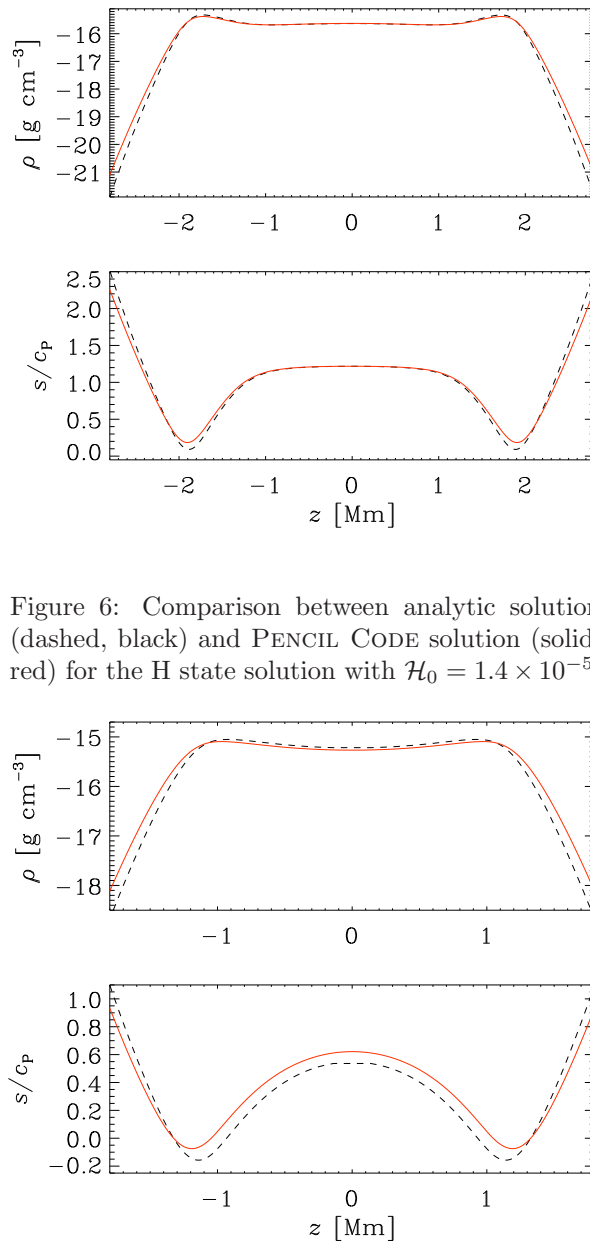 −16
−17
−18
−19
−20
−21
ρ [g cm⁻³]
−2 −1 0 1 2
2.5
2.0
1.5
1.0
0.5
0.0
s/c_P
−2 −1 0 1 2
z [Mm]
Figure 6: Comparison between analytic solution
(dashed, black) and PENCIL CODE solution (solid
red) for the H state solution with ℋ₀ = 1.4 × 10⁻⁵
−15
−16
−17
−18
ρ [g cm⁻³]
−1 0 1
1.0
0.8
0.6
0.4
0.2
0.0
−0.2
s/c_P
−1 0 1
z [Mm]